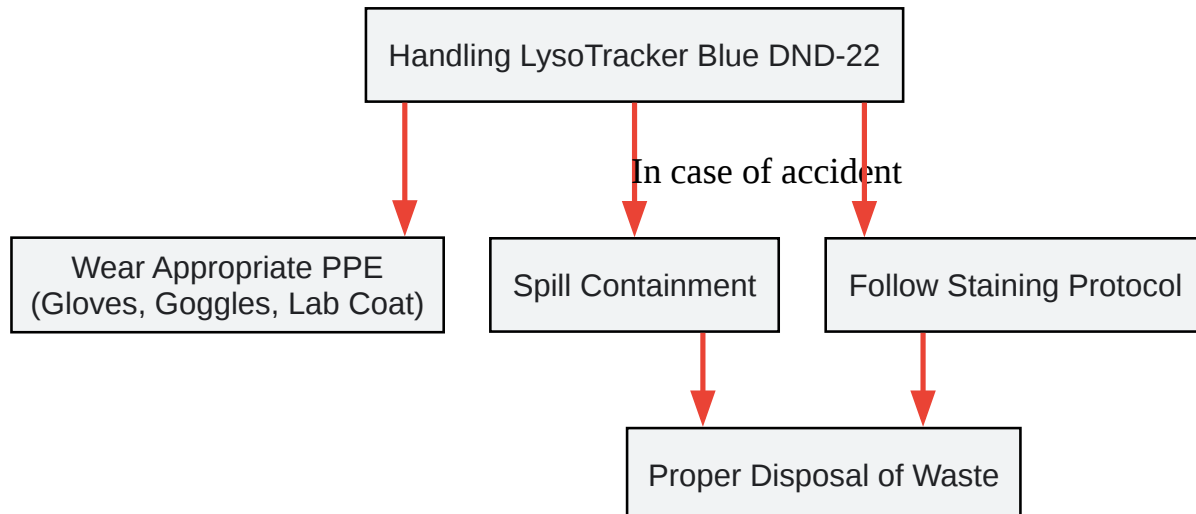 Handling LysoTracker Blue DND-22
In case of accident
Wear Appropriate PPE
(Gloves, Goggles, Lab Coat)
Spill Containment
Follow Staining Protocol
Proper Disposal of Waste